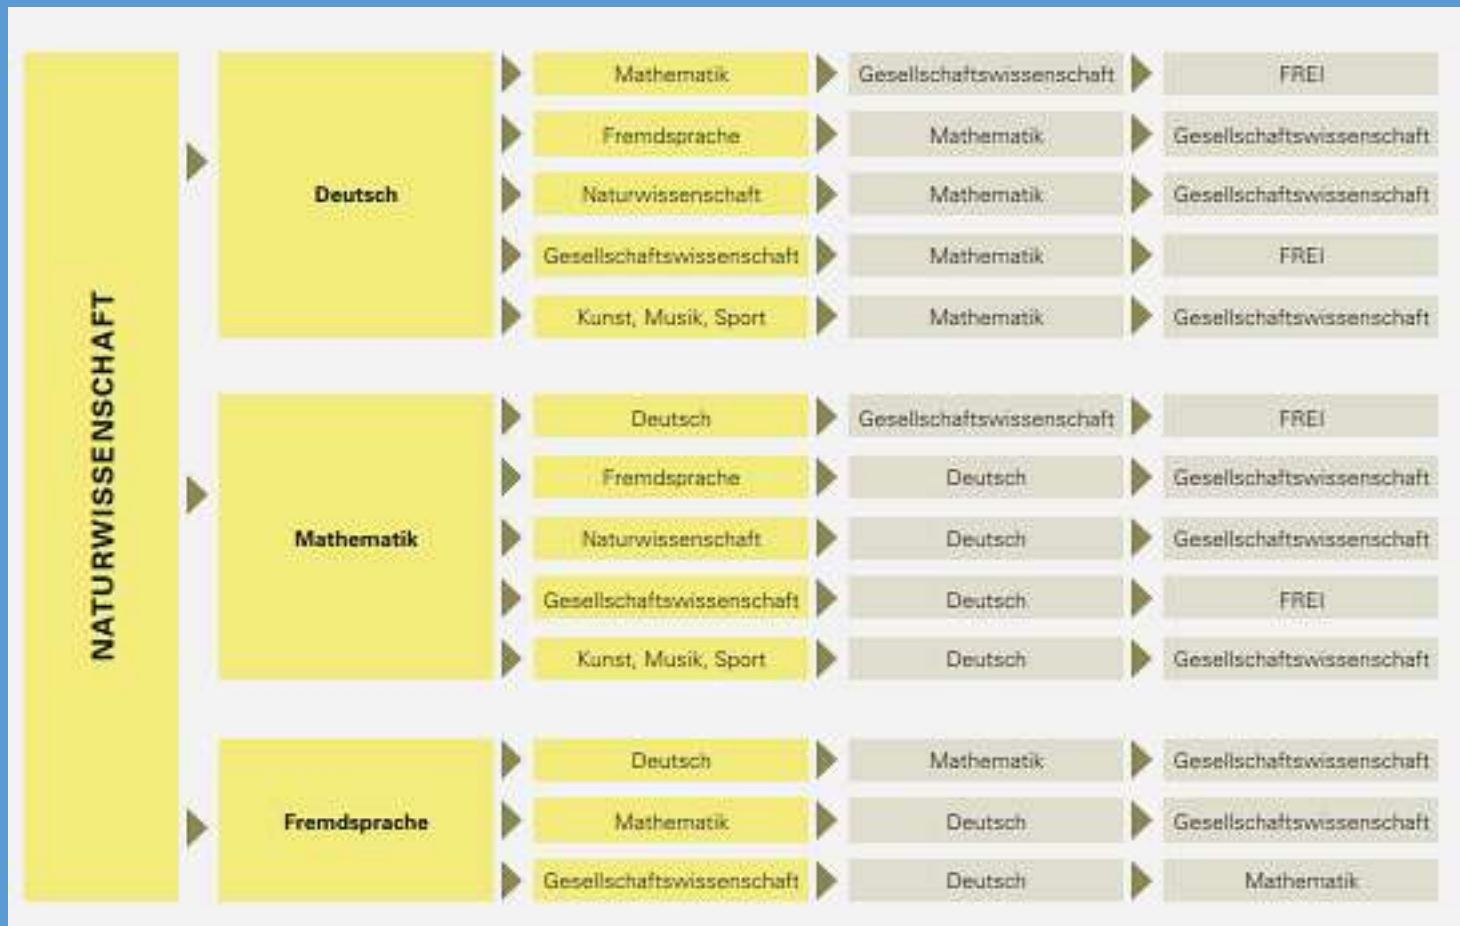 NATURWISSENSCHAFT
Deutsch
Mathematik Gesellschaftswissenschaft FREI
Fremdsprache Mathematik Gesellschaftswissenschaft
Naturwissenschaft Mathematik Gesellschaftswissenschaft
Gesellschaftswissenschaft Mathematik FREI
Kunst, Musik, Sport Mathematik Gesellschaftswissenschaft
Mathematik
Deutsch Gesellschaftswissenschaft FREI
Fremdsprache Deutsch Gesellschaftswissenschaft
Naturwissenschaft Deutsch Gesellschaftswissenschaft
Gesellschaftswissenschaft Deutsch FREI
Kunst, Musik, Sport Deutsch Gesellschaftswissenschaft
Fremdsprache
Deutsch Mathematik Gesellschaftswissenschaft
Mathematik Deutsch Gesellschaftswissenschaft
Gesellschaftswissenschaft Deutsch Mathematik